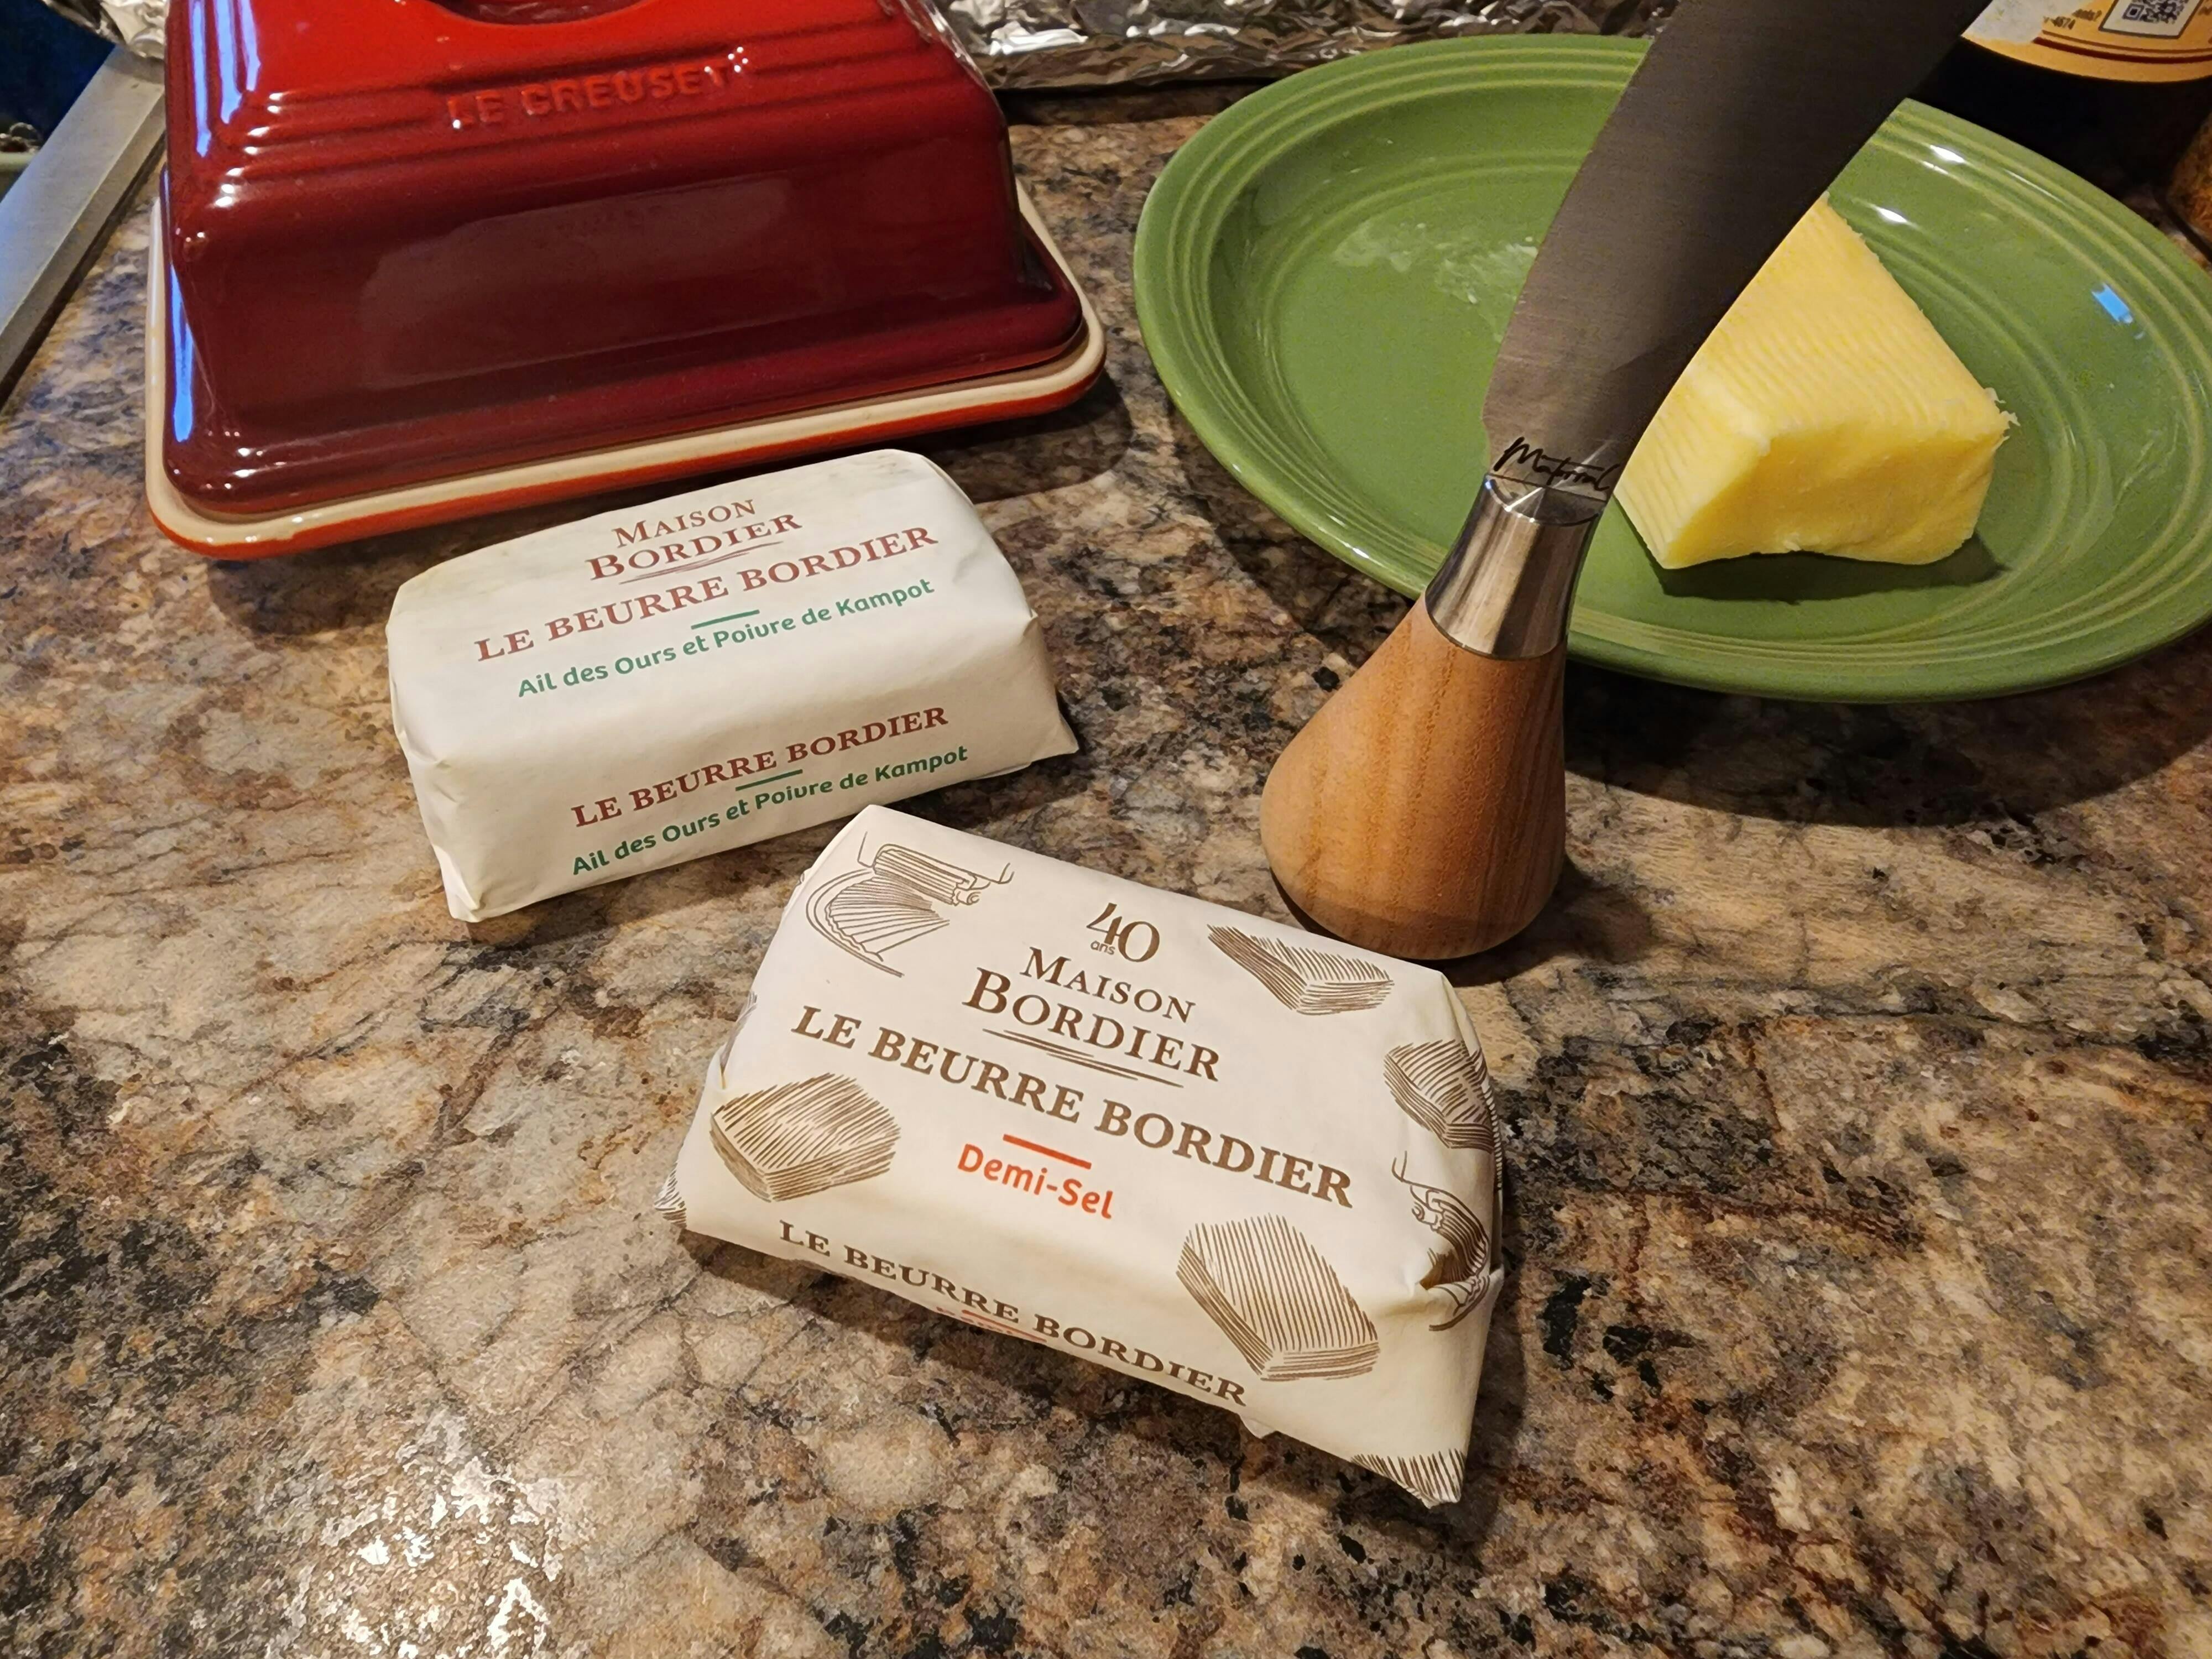 LE CREUSET
MAISON
BORDIER
LE BEURRE BORDIER
Ail des Ours et Poivre de Kampot
LE BEURRE BORDIER
Ail des Ours et Poivre de Kampot
40
ans
MAISON
BORDIER
LE BEURRE BORDIER
Demi-Sel
LE BEURRE BORDIER